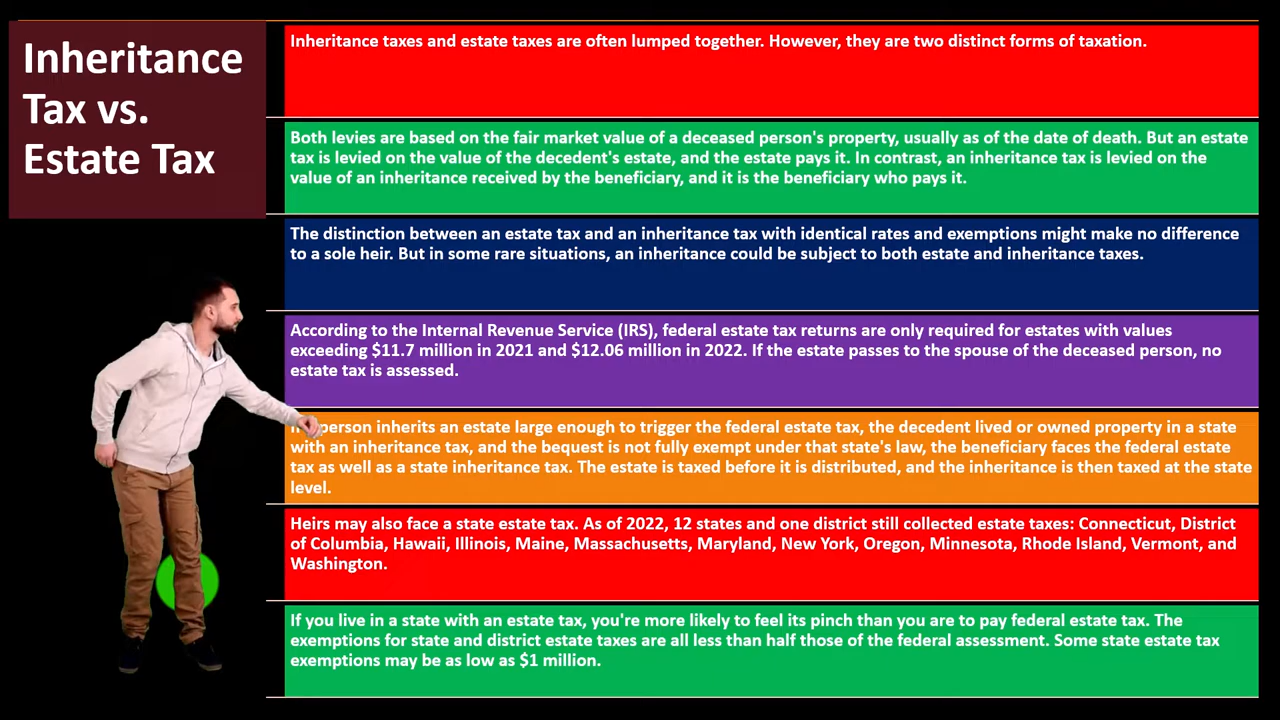 Inheritance
Tax vs.
Estate Tax
Inheritance taxes and estate taxes are often lumped together. However, they are two distinct forms of taxation.
Both levies are based on the fair market value of a deceased person's property, usually as of the date of death. But an estate
tax is levied on the value of the decedent's estate, and the estate pays it. In contrast, an inheritance tax is levied on the
value of an inheritance received by the beneficiary, and it is the beneficiary who pays it.
The distinction between an estate tax and an inheritance tax with identical rates and exemptions might make no difference
to a sole heir. But in some rare situations, an inheritance could be subject to both estate and inheritance taxes.
According to the Internal Revenue Service (IRS), federal estate tax returns are only required for estates with values
exceeding $11.7 million in 2021 and $12.06 million in 2022. If the estate passes to the spouse of the deceased person, no
estate tax is assessed.
person inherits an estate large enough to trigger the federal estate tax, the decedent lived or owned property in a state
with an inheritance tax, and the bequest is not fully exempt under that state's law, the beneficiary faces the federal estate
tax as well as a state inheritance tax. The estate is taxed before it is distributed, and the inheritance is then taxed at the state
level.
Heirs may also face a state estate tax. As of 2022, 12 states and one district still collected estate taxes: Connecticut, District
of Columbia, Hawaii, Illinois, Maine, Massachusetts, Maryland, New York, Oregon, Minnesota, Rhode Island, Vermont, and
Washington.
If you live in a state with an estate tax, you're more likely to feel its pinch than you are to pay federal estate tax. The
exemptions for state and district estate taxes are all less than half those of the federal assessment. Some state estate tax
exemptions may be as low as $1 million.